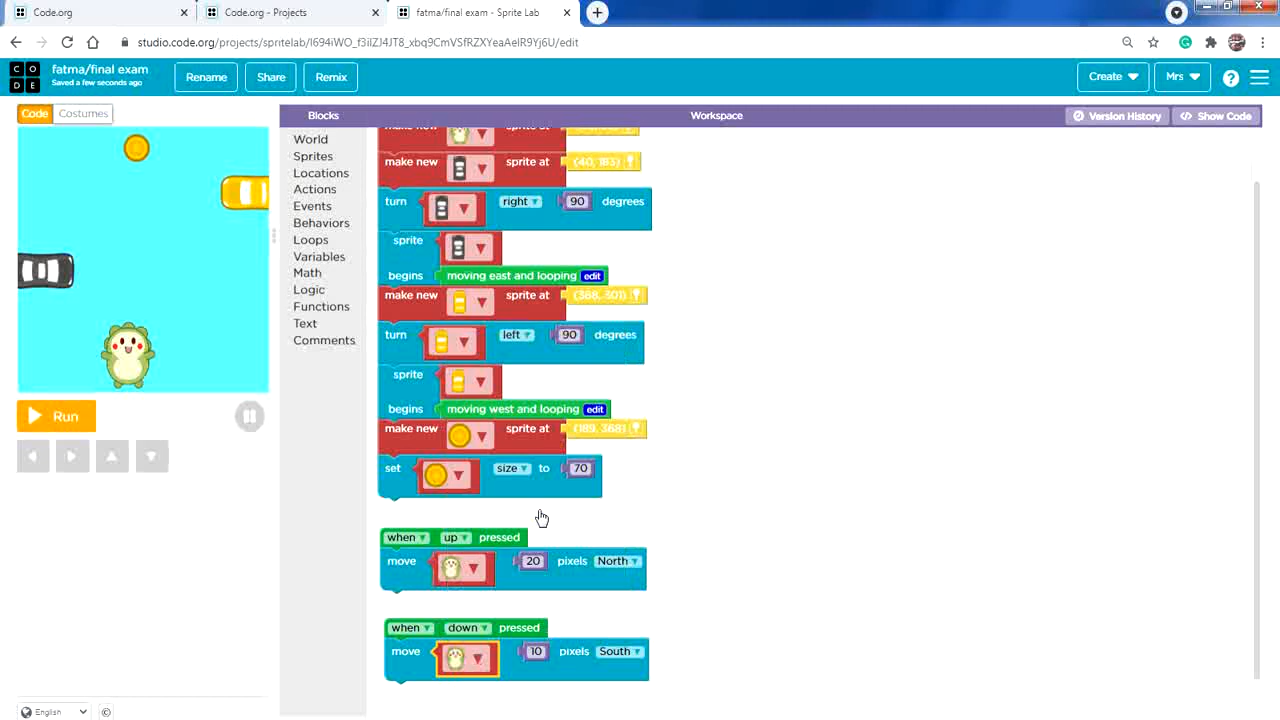 Code.org
Code.org - Projects
fatma/final exam - Sprite Lab
studio.code.org/projects/spritelab/
C O
D E
fatma/final exam
Saved a few seconds ago
Rename
Share
Remix
Create
Mrs
Code
Costumes
Blocks
Workspace
Version History
Show Code
World
Sprites
Locations
Actions
Events
Behaviors
Loops
Variables
Math
Logic
Functions
Text
Comments
make new sprite at
make new sprite at (40, 183)
turn right 90 degrees
sprite
begins moving east and looping edit
make new sprite at (388, 301)
turn left 90 degrees
sprite
begins moving west and looping edit
make new sprite at (189, 368)
set size to 70
when up pressed
move 20 pixels North
when down pressed
move 10 pixels South
Run
English